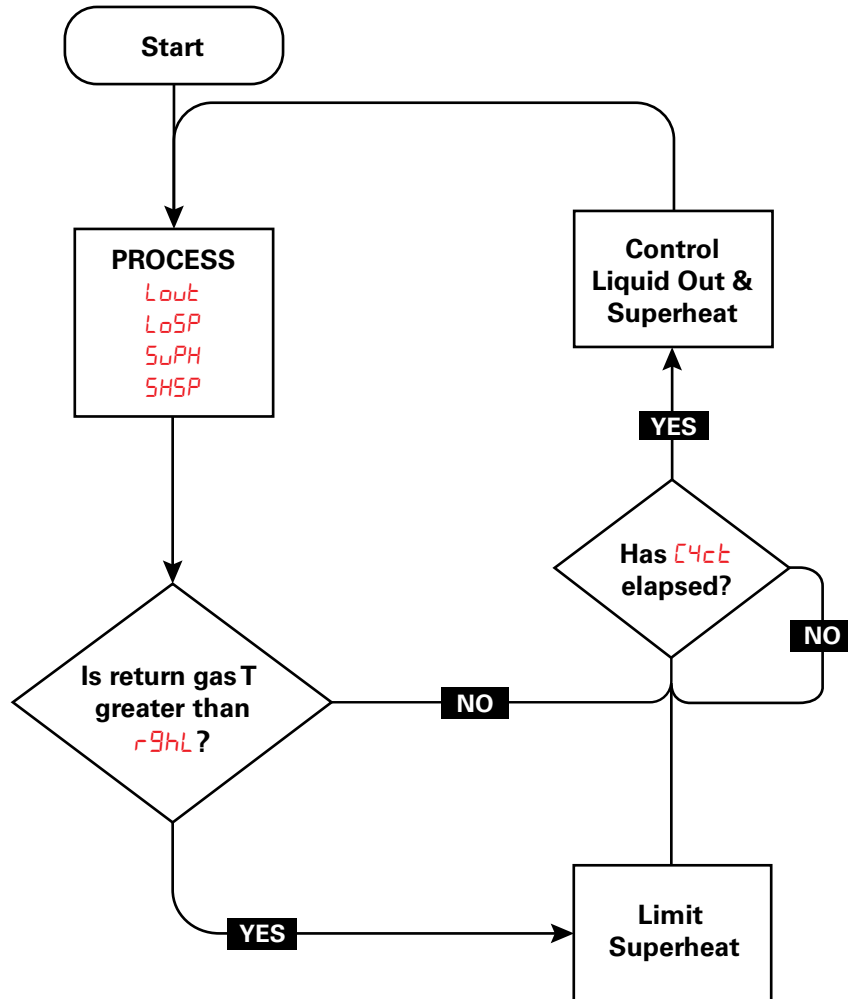 Start
PROCESS
Lout
LoSP
SuPH
SHSP
Control
Liquid Out &
Superheat
YES
Has C4ct
elapsed?
NO
Is return gas T
greater than
rghL?
NO
YES
Limit
Superheat